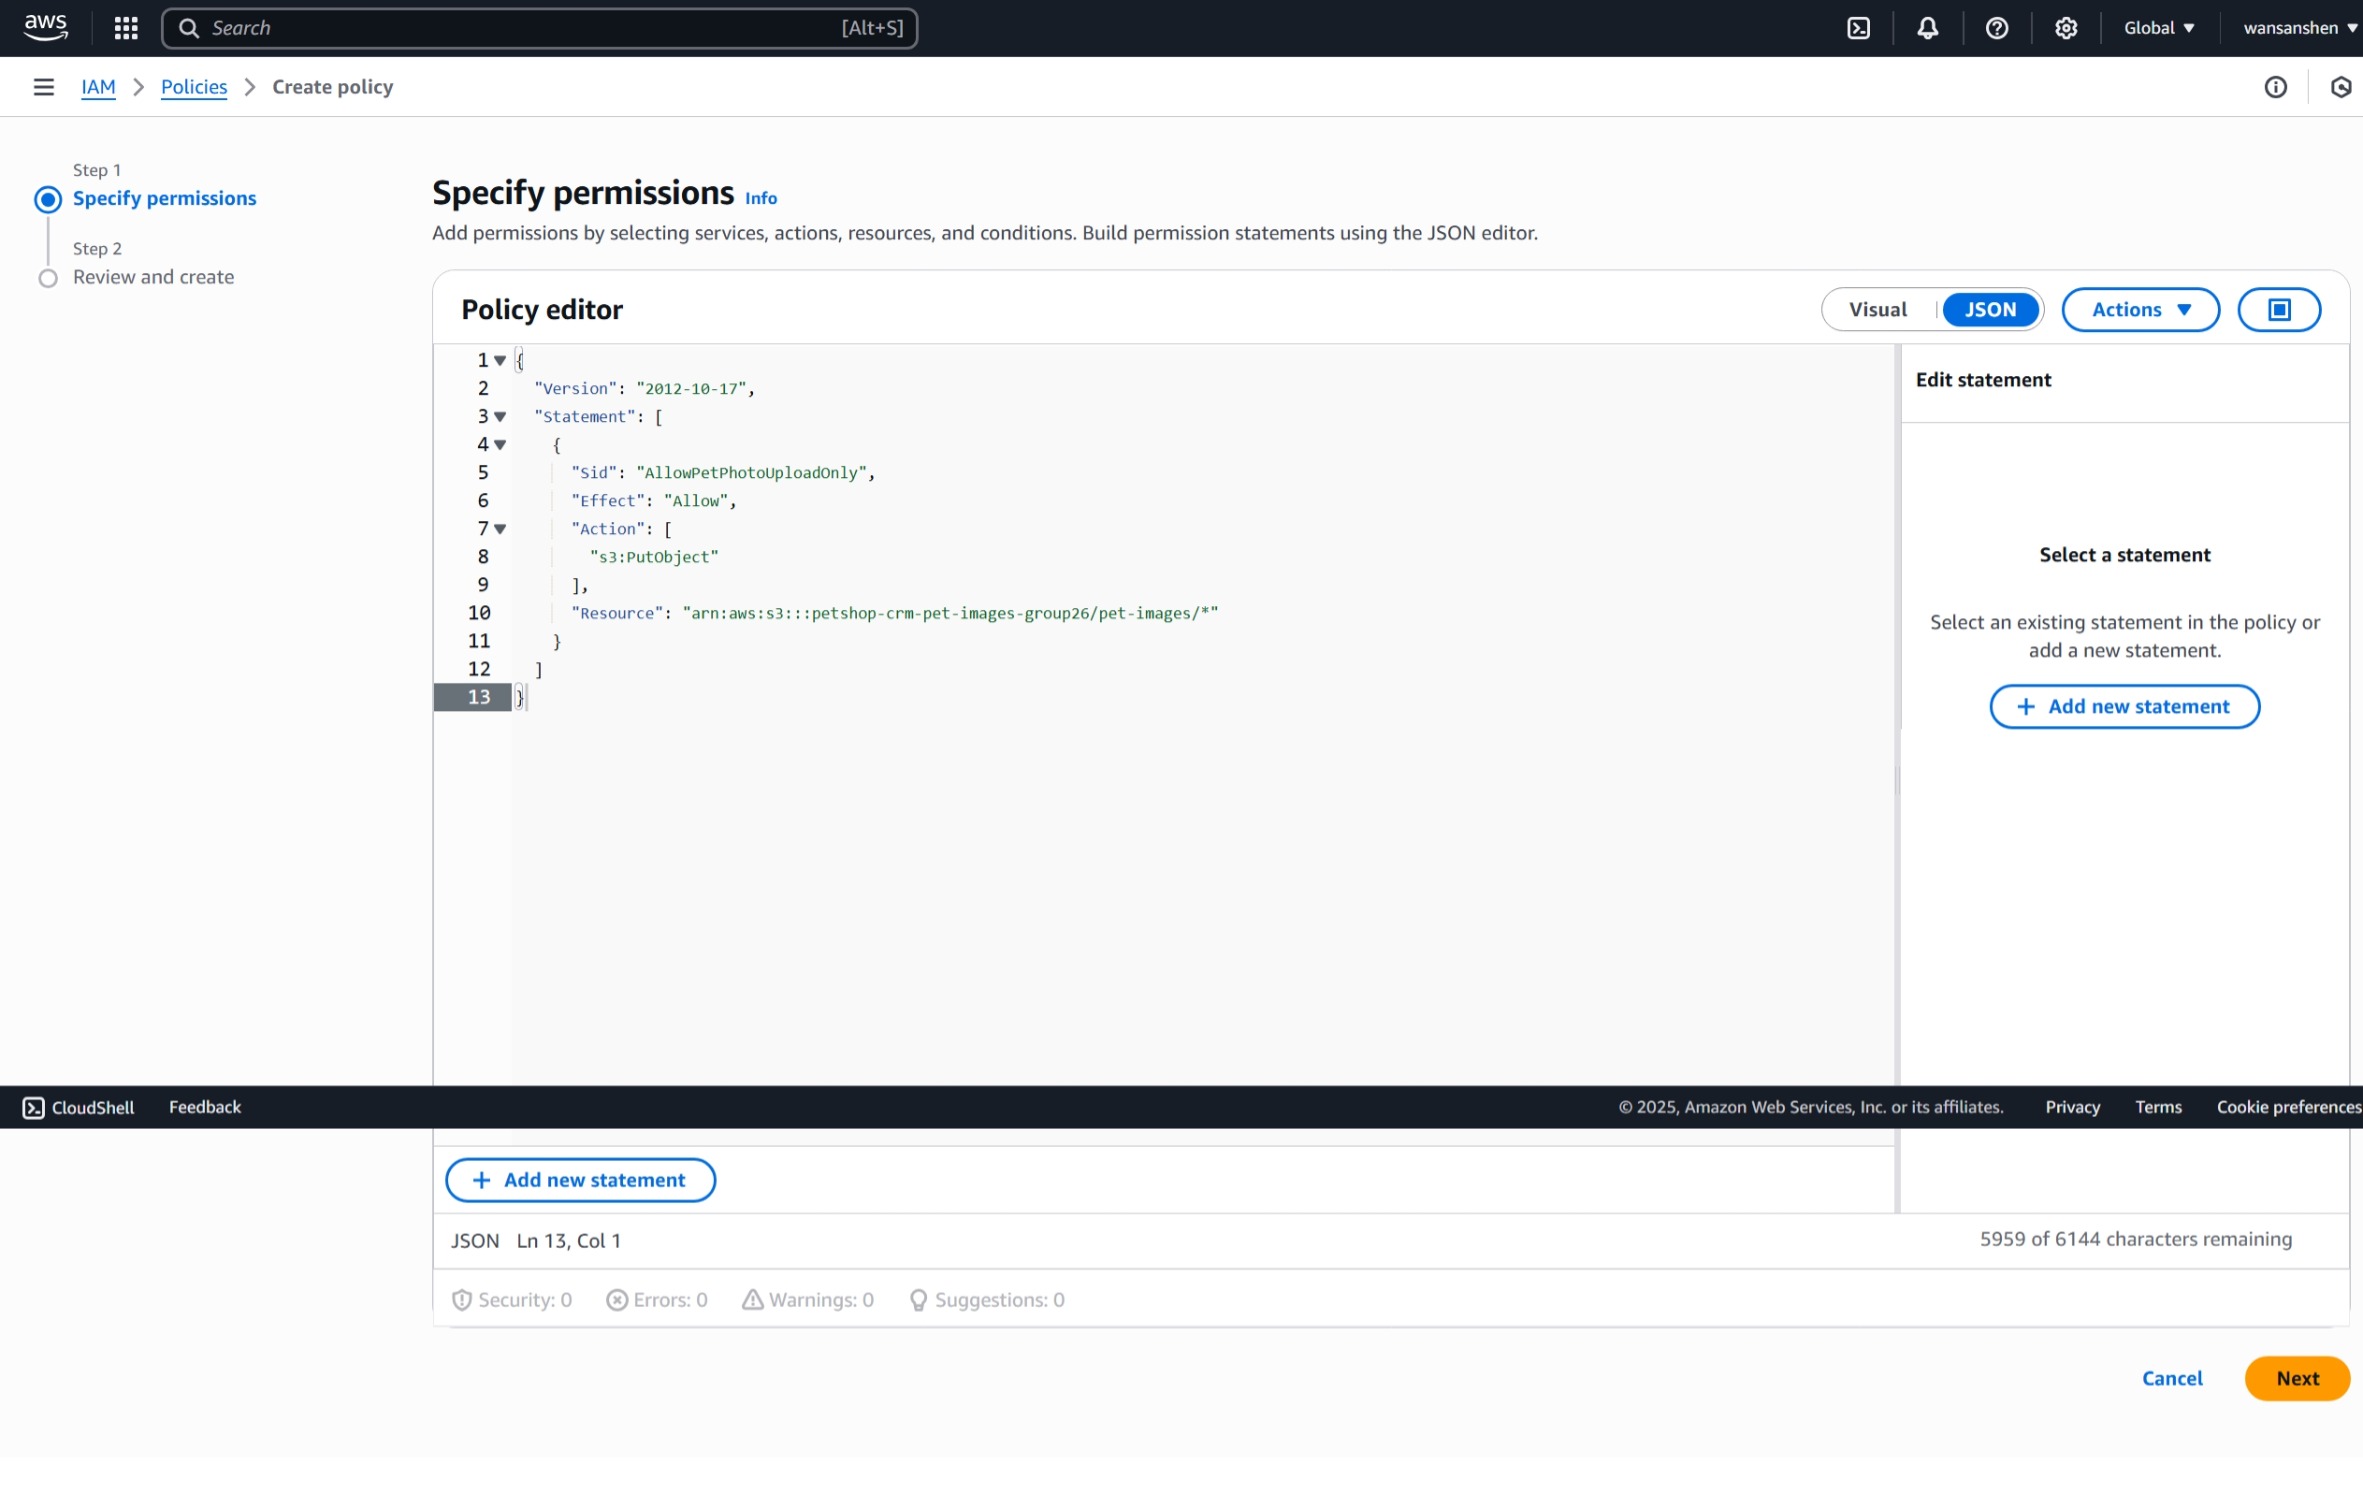 aws
Search [Alt+S] Global wansanshen
IAM Policies Create policy
Step 1
Specify permissions
Step 2
Review and create
Specify permissions Info
Add permissions by selecting services, actions, resources, and conditions. Build permission statements using the JSON editor.
Policy editor
Visual JSON Actions
1 {
2 "Version": "2012-10-17",
3 "Statement": [
4 {
5 "Sid": "AllowPetPhotoUploadOnly",
6 "Effect": "Allow",
7 "Action": [
8 "s3:PutObject"
9 ],
10 "Resource": "arn:aws:s3:::petshop-crm-pet-images-group26/pet-images/*"
11 }
12 ]
13 }
Edit statement
Select a statement
Select an existing statement in the policy or
add a new statement.
+ Add new statement
CloudShell Feedback © 2025, Amazon Web Services, Inc. or its affiliates. Privacy Terms Cookie preferences
+ Add new statement
JSON Ln 13, Col 1 5959 of 6144 characters remaining
Security: 0 Errors: 0 Warnings: 0 Suggestions: 0
Cancel Next